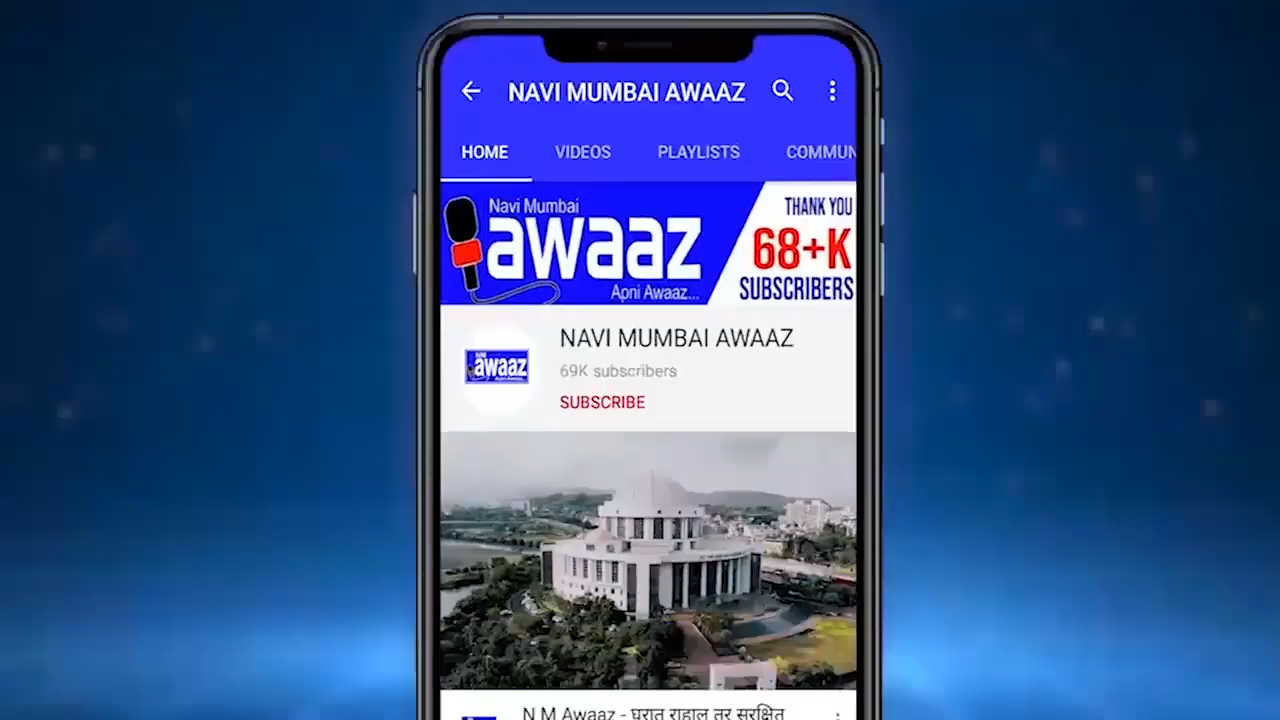 NAVI MUMBAI AWAAZ
HOME VIDEOS PLAYLISTS COMMUN
Navi Mumbai
awaaz
Apni Awaaz...
THANK YOU
68+K
SUBSCRIBERS
NAVI MUMBAI AWAAZ
69K subscribers
SUBSCRIBE
awaaz
N M Awaaz - घरात राहाल तर सुरक्षित